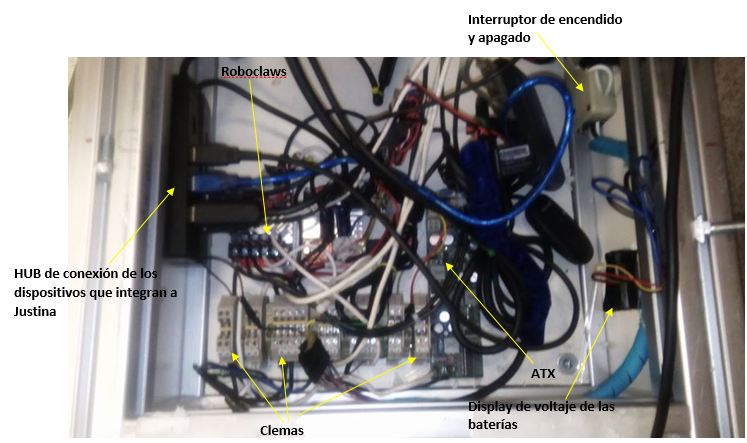 Interruptor de encendido
y apagado
Roboclaws
HUB de conexión de los
dispositivos que integran a
Justina
ATX
Display de voltaje de las
baterías
Clemas